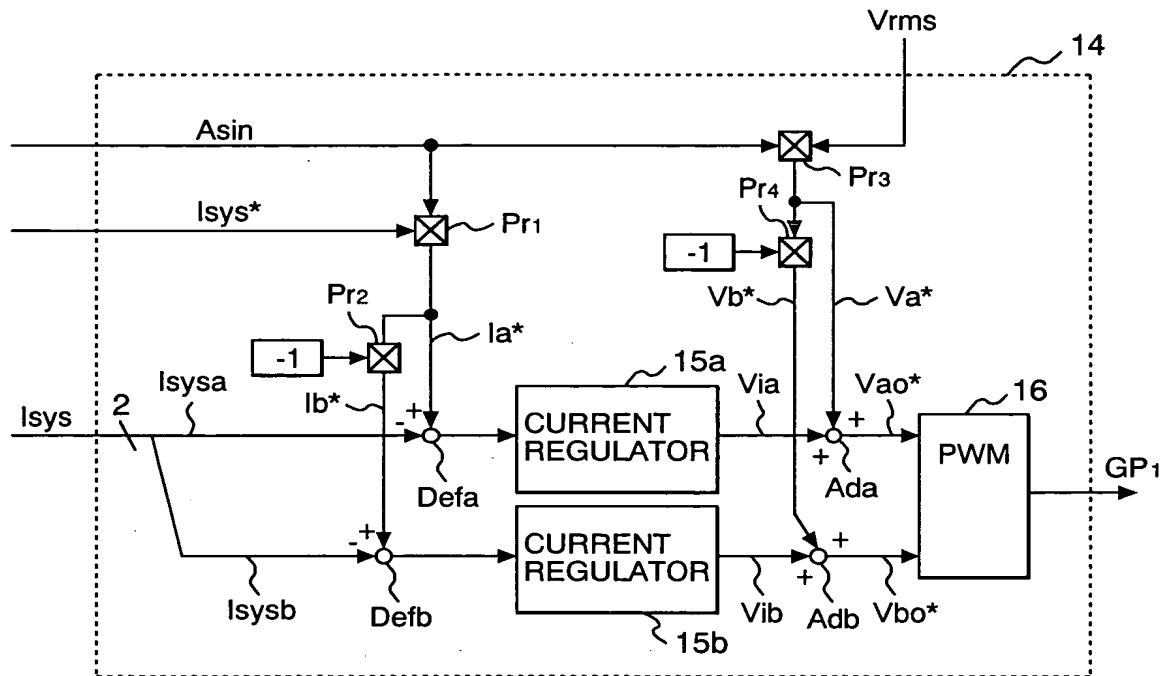 Vrms
14
Asin
Pr3
Pr4
Isys*
Pr1
-1
Vb*
Va*
Pr2
Ia*
-1
15a
Isysa
Ib*
Via
Vao*
16
Isys
2
- +
CURRENT
REGULATOR
+
+
PWM
Defa
Ada
GP1
- +
CURRENT
REGULATOR
+
+
Isysb
Defb
Vib
Adb
Vbo*
15b